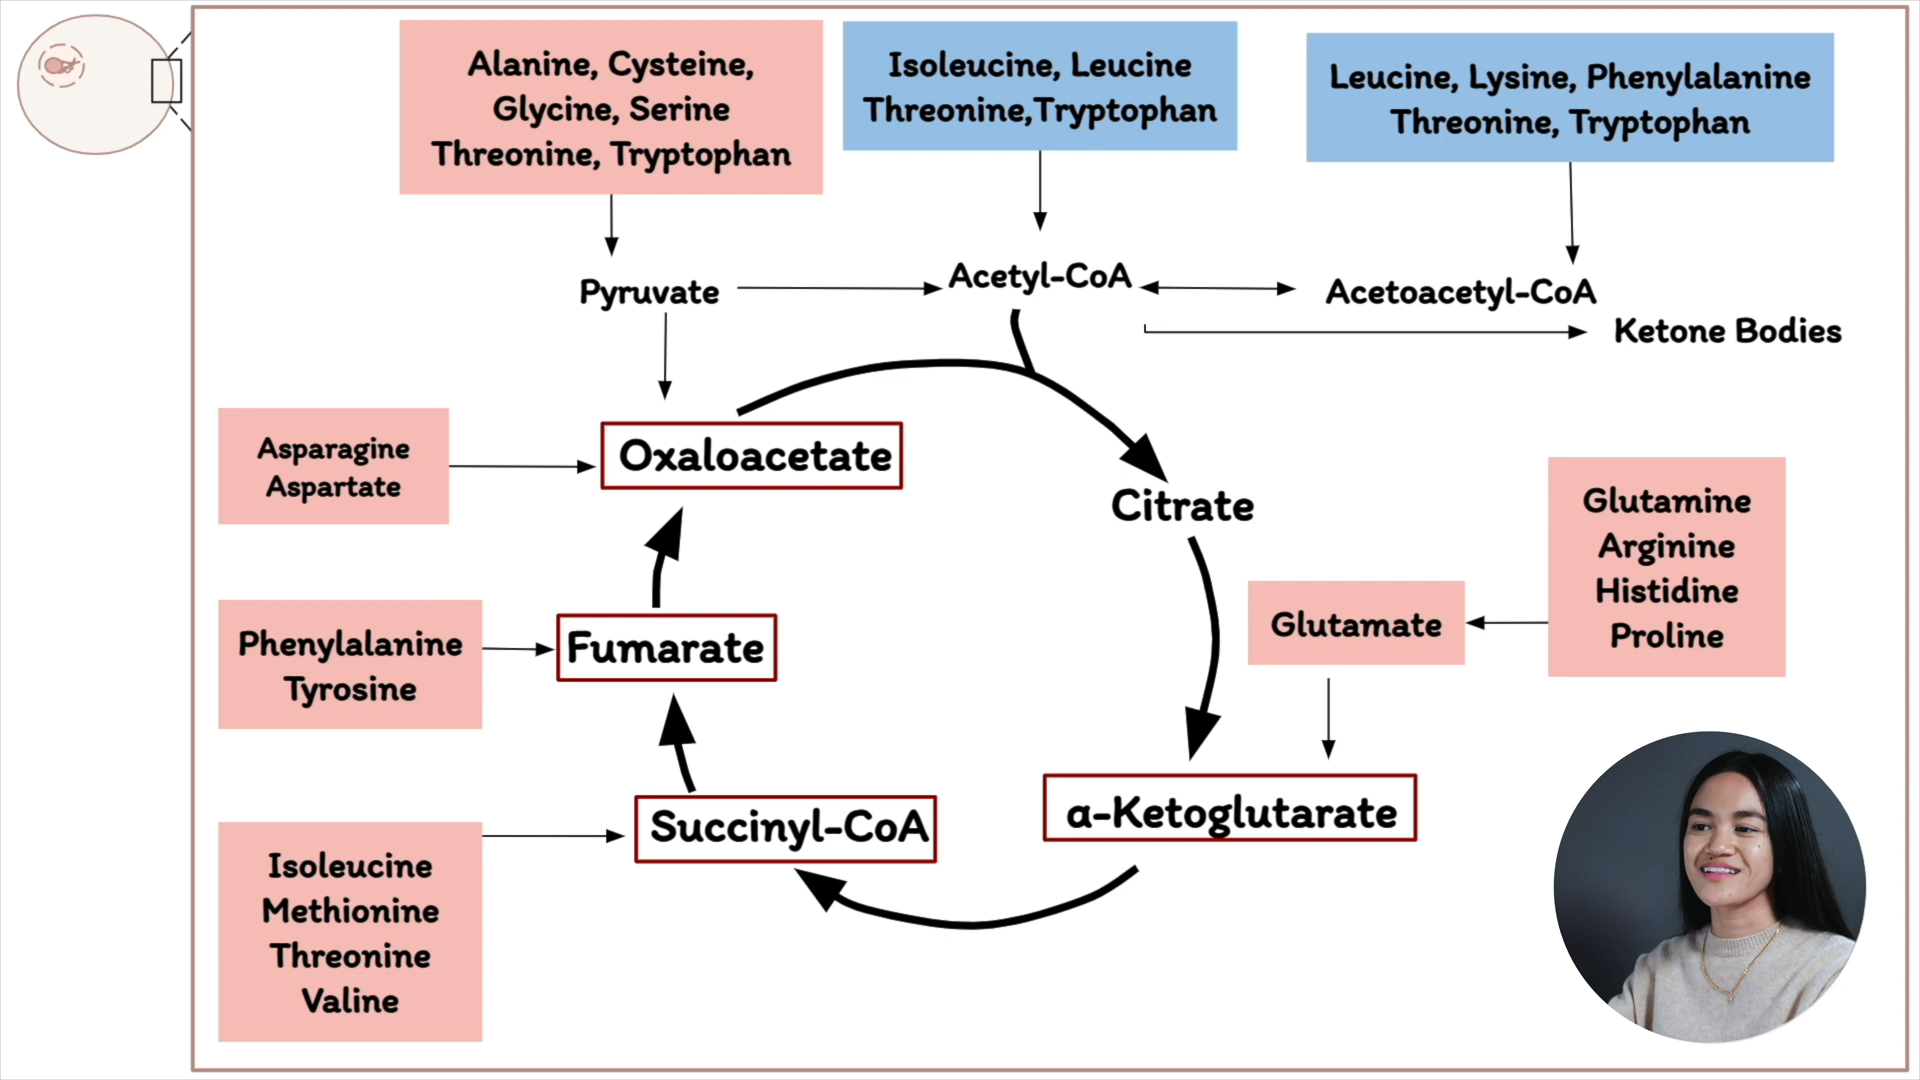 Alanine, Cysteine,
Glycine, Serine
Threonine, Tryptophan
Isoleucine, Leucine
Threonine,Tryptophan
Leucine, Lysine, Phenylalanine
Threonine, Tryptophan
Pyruvate
Acetyl-CoA
Acetoacetyl-CoA
Ketone Bodies
Asparagine
Aspartate
Oxaloacetate
Citrate
Glutamine
Arginine
Histidine
Proline
Glutamate
Phenylalanine
Tyrosine
Fumarate
Succinyl-CoA
α-Ketoglutarate
Isoleucine
Methionine
Threonine
Valine